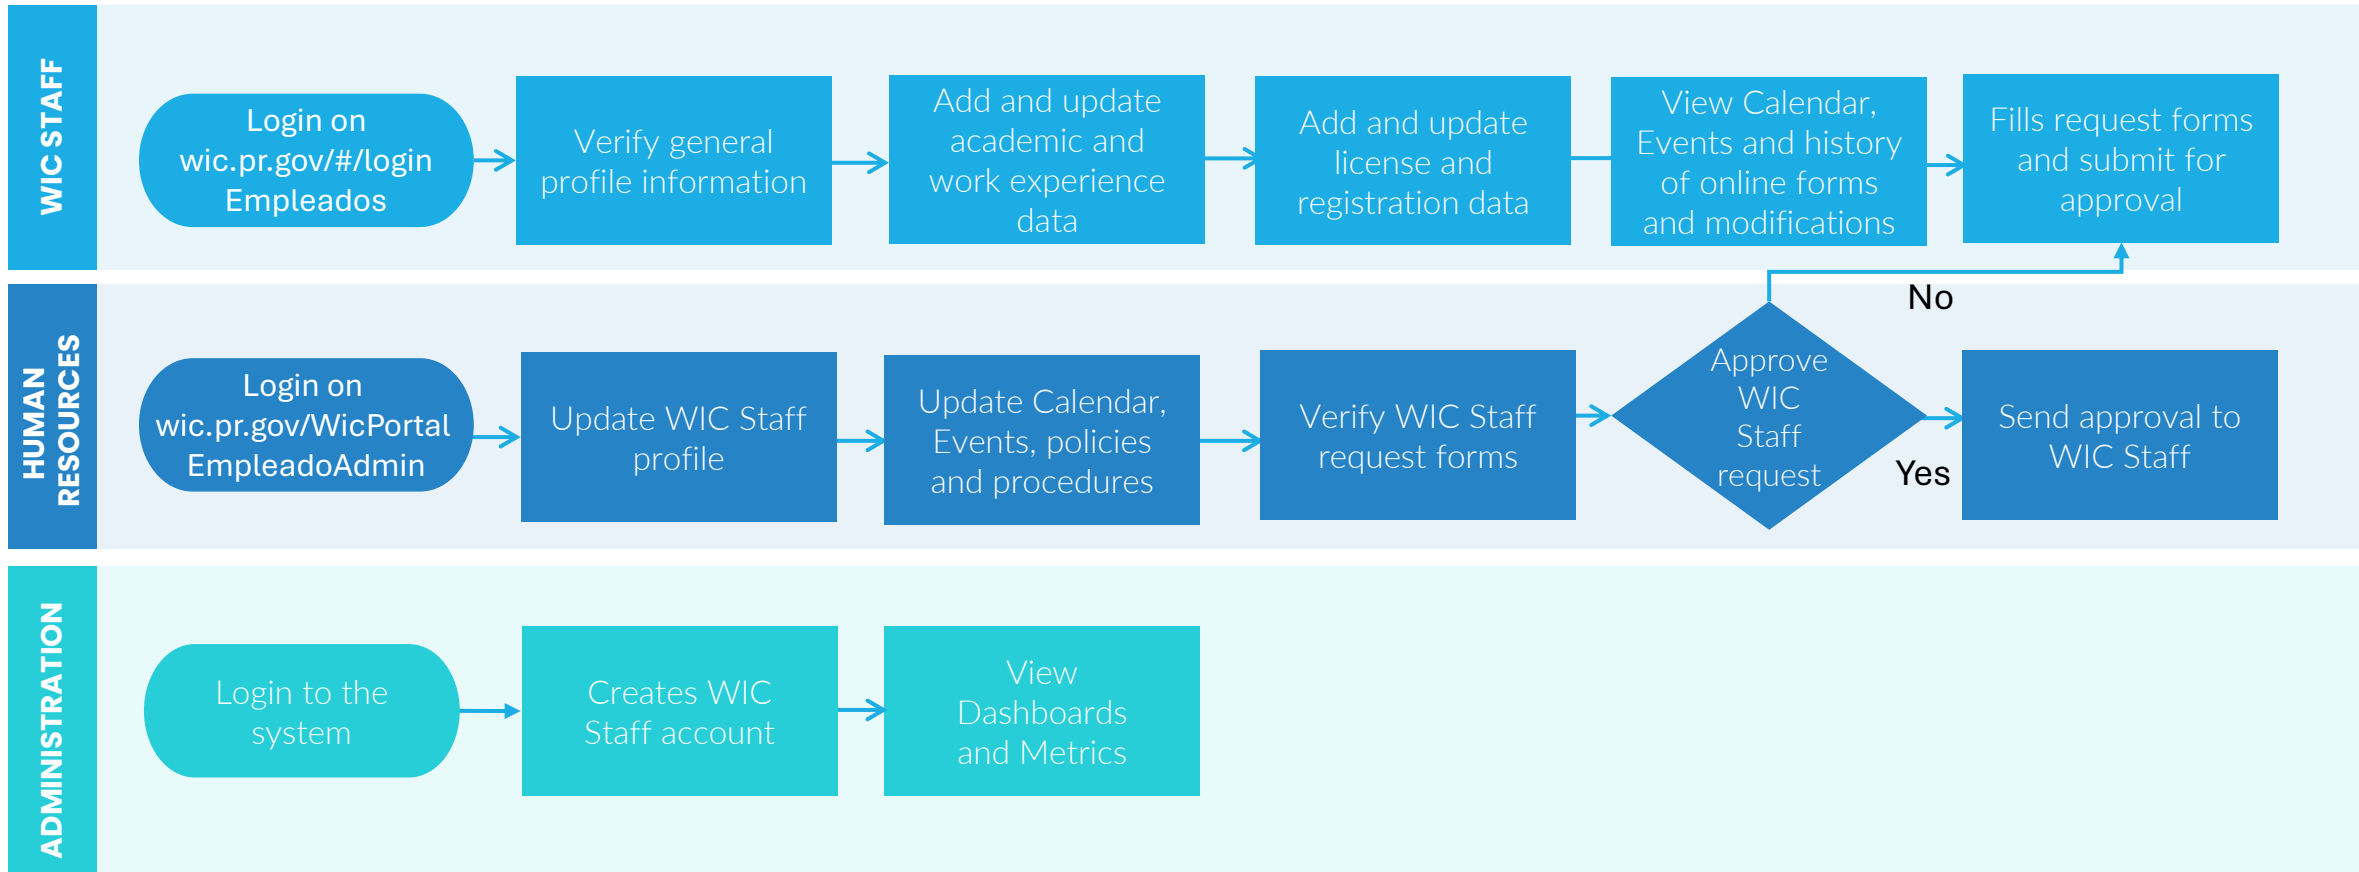 WIC STAFF
Login on
wic.pr.gov/#/login
Empleados
Verify general
profile information
Add and update
academic and
work experience
data
Add and update
license and
registration data
View Calendar,
Events and history
of online forms
and modifications
Fills request forms
and submit for
approval
No
HUMAN
RESOURCES
Login on
wic.pr.gov/WicPortal
EmpleadoAdmin
Update WIC Staff
profile
Update Calendar,
Events, policies
and procedures
Verify WIC Staff
request forms
Approve
WIC
Staff
request
Yes
Send approval to
WIC Staff
ADMINISTRATION
Login to the
system
Creates WIC
Staff account
View
Dashboards
and Metrics